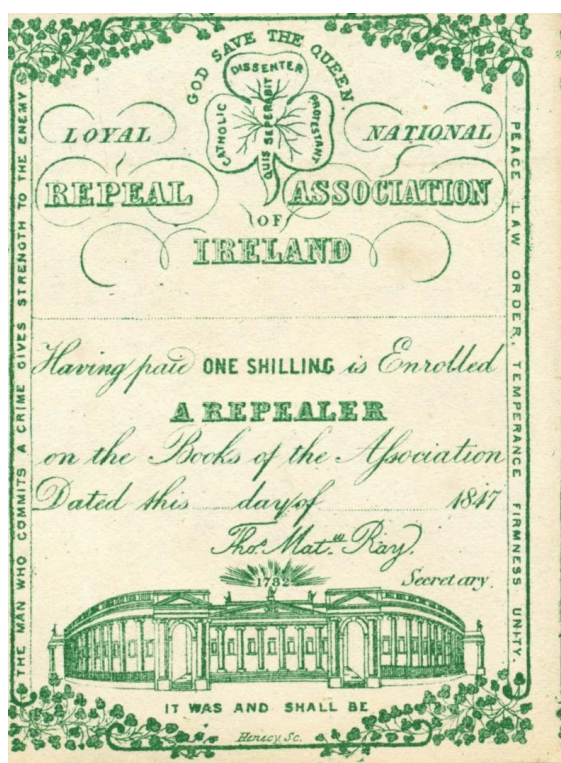 GOD SAVE THE QUEEN.
DISSENTER
CATHOLIC
QUIS SEPERABIT
PROTESTANT
LOYAL NATIONAL
REPEAL ASSOCIATION
OF
IRELAND
Having paid ONE SHILLING is Enrolled
A REPEALER
on the Books of the Association
Dated this day of 1847
Thos. Matw. Ray.
Secretary.
1782
IT WAS AND SHALL BE
Henecy. Sc.
THE MAN WHO COMMITS A CRIME GIVES STRENGTH TO THE ENEMY
PEACE LAW ORDER, TEMPERANCE FIRMNESS UNITY.